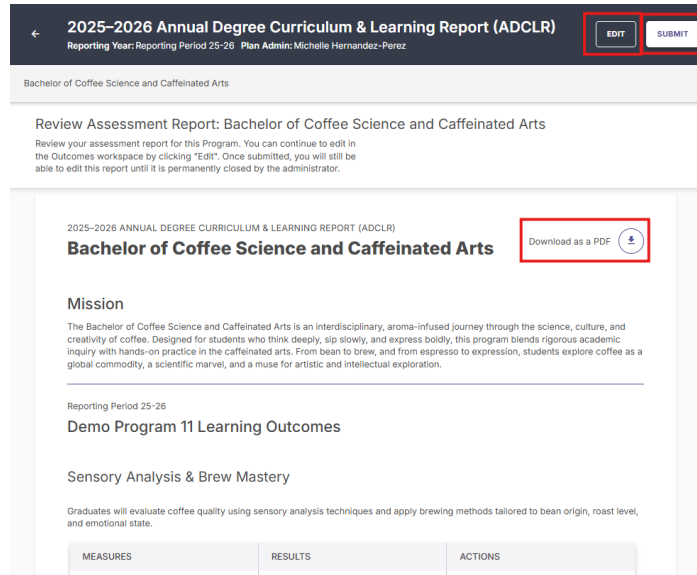 2025–2026 Annual Degree Curriculum & Learning Report (ADCLR)
Reporting Year: Reporting Period 25-26 Plan Admin: Michelle Hernandez-Perez
EDIT
SUBMIT
Bachelor of Coffee Science and Caffeinated Arts
Review Assessment Report: Bachelor of Coffee Science and Caffeinated Arts
Review your assessment report for this Program. You can continue to edit in
the Outcomes workspace by clicking "Edit". Once submitted, you will still be
able to edit this report until it is permanently closed by the administrator.
2025–2026 ANNUAL DEGREE CURRICULUM & LEARNING REPORT (ADCLR)
Bachelor of Coffee Science and Caffeinated Arts
Download as a PDF
Mission
The Bachelor of Coffee Science and Caffeinated Arts is an interdisciplinary, aroma-infused journey through the science, culture, and
creativity of coffee. Designed for students who think deeply, sip slowly, and express boldly, this program blends rigorous academic
inquiry with hands-on practice in the caffeinated arts. From bean to brew, and from espresso to expression, students explore coffee as a
global commodity, a scientific marvel, and a muse for artistic and intellectual exploration.
Reporting Period 25-26
Demo Program 11 Learning Outcomes
Sensory Analysis & Brew Mastery
Graduates will evaluate coffee quality using sensory analysis techniques and apply brewing methods tailored to bean origin, roast level,
and emotional state.
MEASURES RESULTS ACTIONS